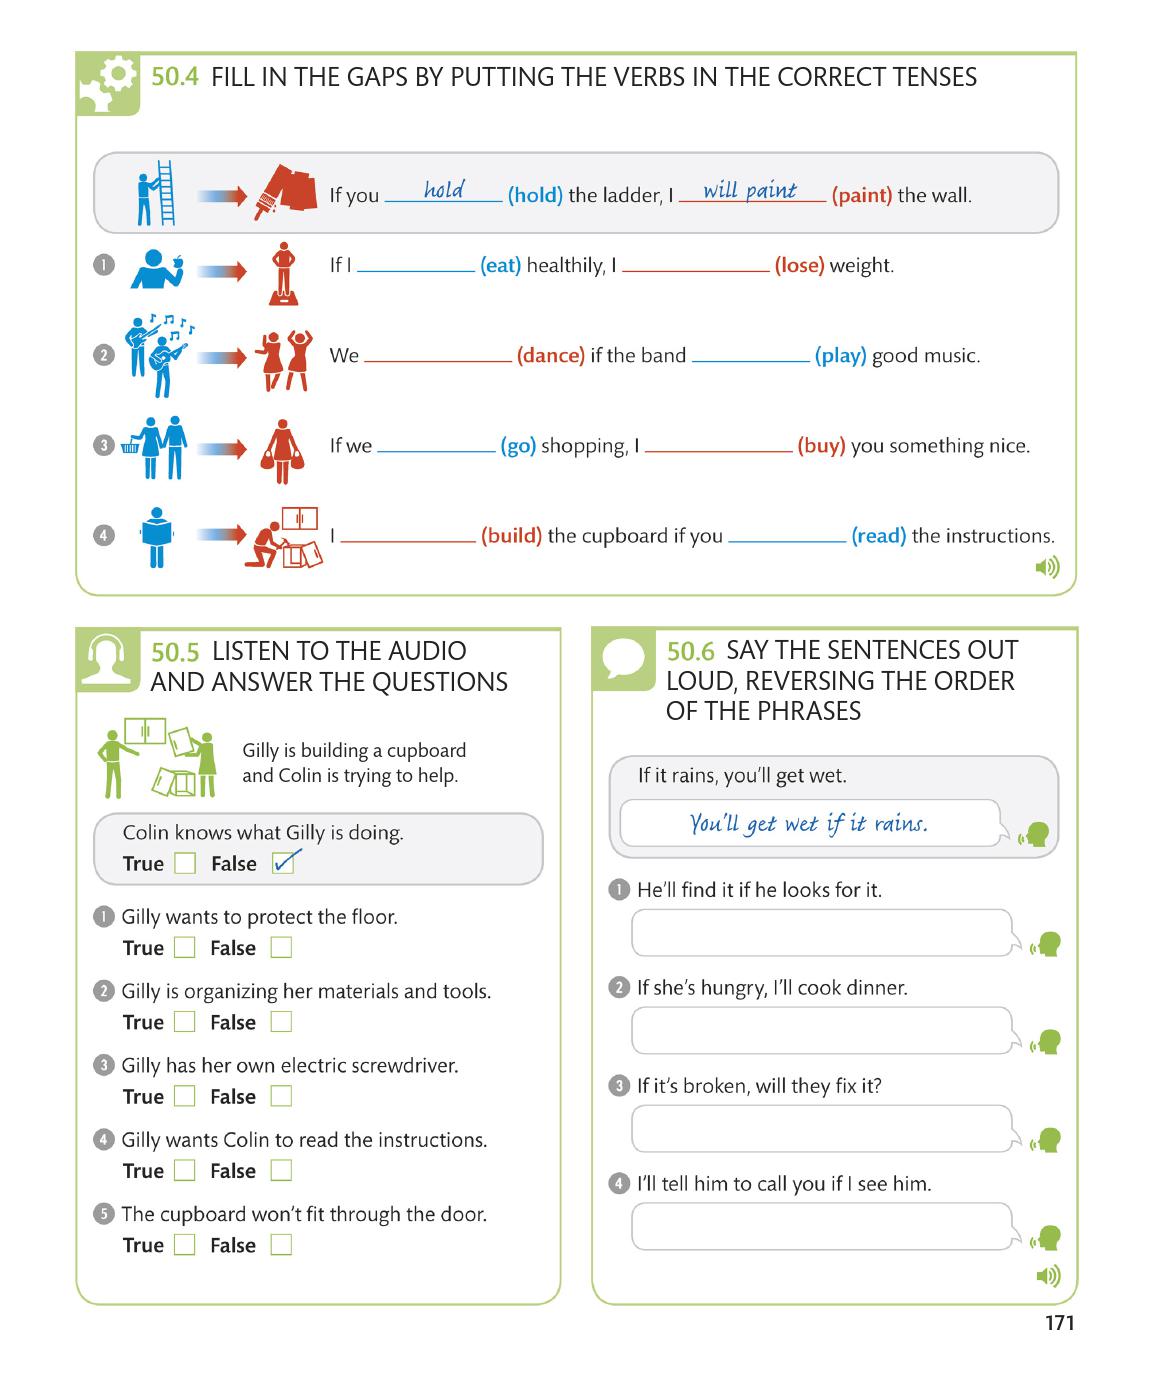 50.4 FILL IN THE GAPS BY PUTTING THE VERBS IN THE CORRECT TENSES
If you hold (hold) the ladder, I will paint (paint) the wall.
1 If I ____________ (eat) healthily, I ____________ (lose) weight.
2 We ____________ (dance) if the band ____________ (play) good music.
3 If we ____________ (go) shopping, I ____________ (buy) you something nice.
4 I ____________ (build) the cupboard if you ____________ (read) the instructions.
50.5 LISTEN TO THE AUDIO
AND ANSWER THE QUESTIONS
Gilly is building a cupboard
and Colin is trying to help.
Colin knows what Gilly is doing.
True False
1 Gilly wants to protect the floor.
True False
2 Gilly is organizing her materials and tools.
True False
3 Gilly has her own electric screwdriver.
True False
4 Gilly wants Colin to read the instructions.
True False
5 The cupboard won't fit through the door.
True False
50.6 SAY THE SENTENCES OUT
LOUD, REVERSING THE ORDER
OF THE PHRASES
If it rains, you'll get wet.
You'll get wet if it rains.
1 He'll find it if he looks for it.
2 If she's hungry, I'll cook dinner.
3 If it's broken, will they fix it?
4 I'll tell him to call you if I see him.
171